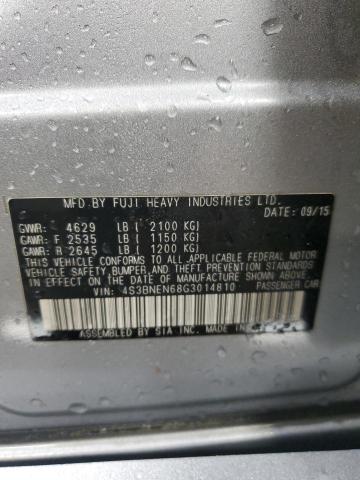 MFD BY FUJI HEAVY INDUSTRIES LTD.
DATE: 09/15
GVWR: 4629 LB ( 2100 KG)
GAWR: F 2535 LB ( 1150 KG)
GAWR: R 2645 LB ( 1200 KG)
THIS VEHICLE CONFORMS TO ALL APPLICABLE FEDERAL MOTOR
VEHICLE SAFETY, BUMPER, AND THEFT PREVENTION STANDARDS
IN EFFECT ON THE DATE OF MANUFACTURE SHOWN ABOVE.
VIN: 4S3BNEN68G3014810 PASSENGER CAR
ASSEMBLED BY SIA INC.